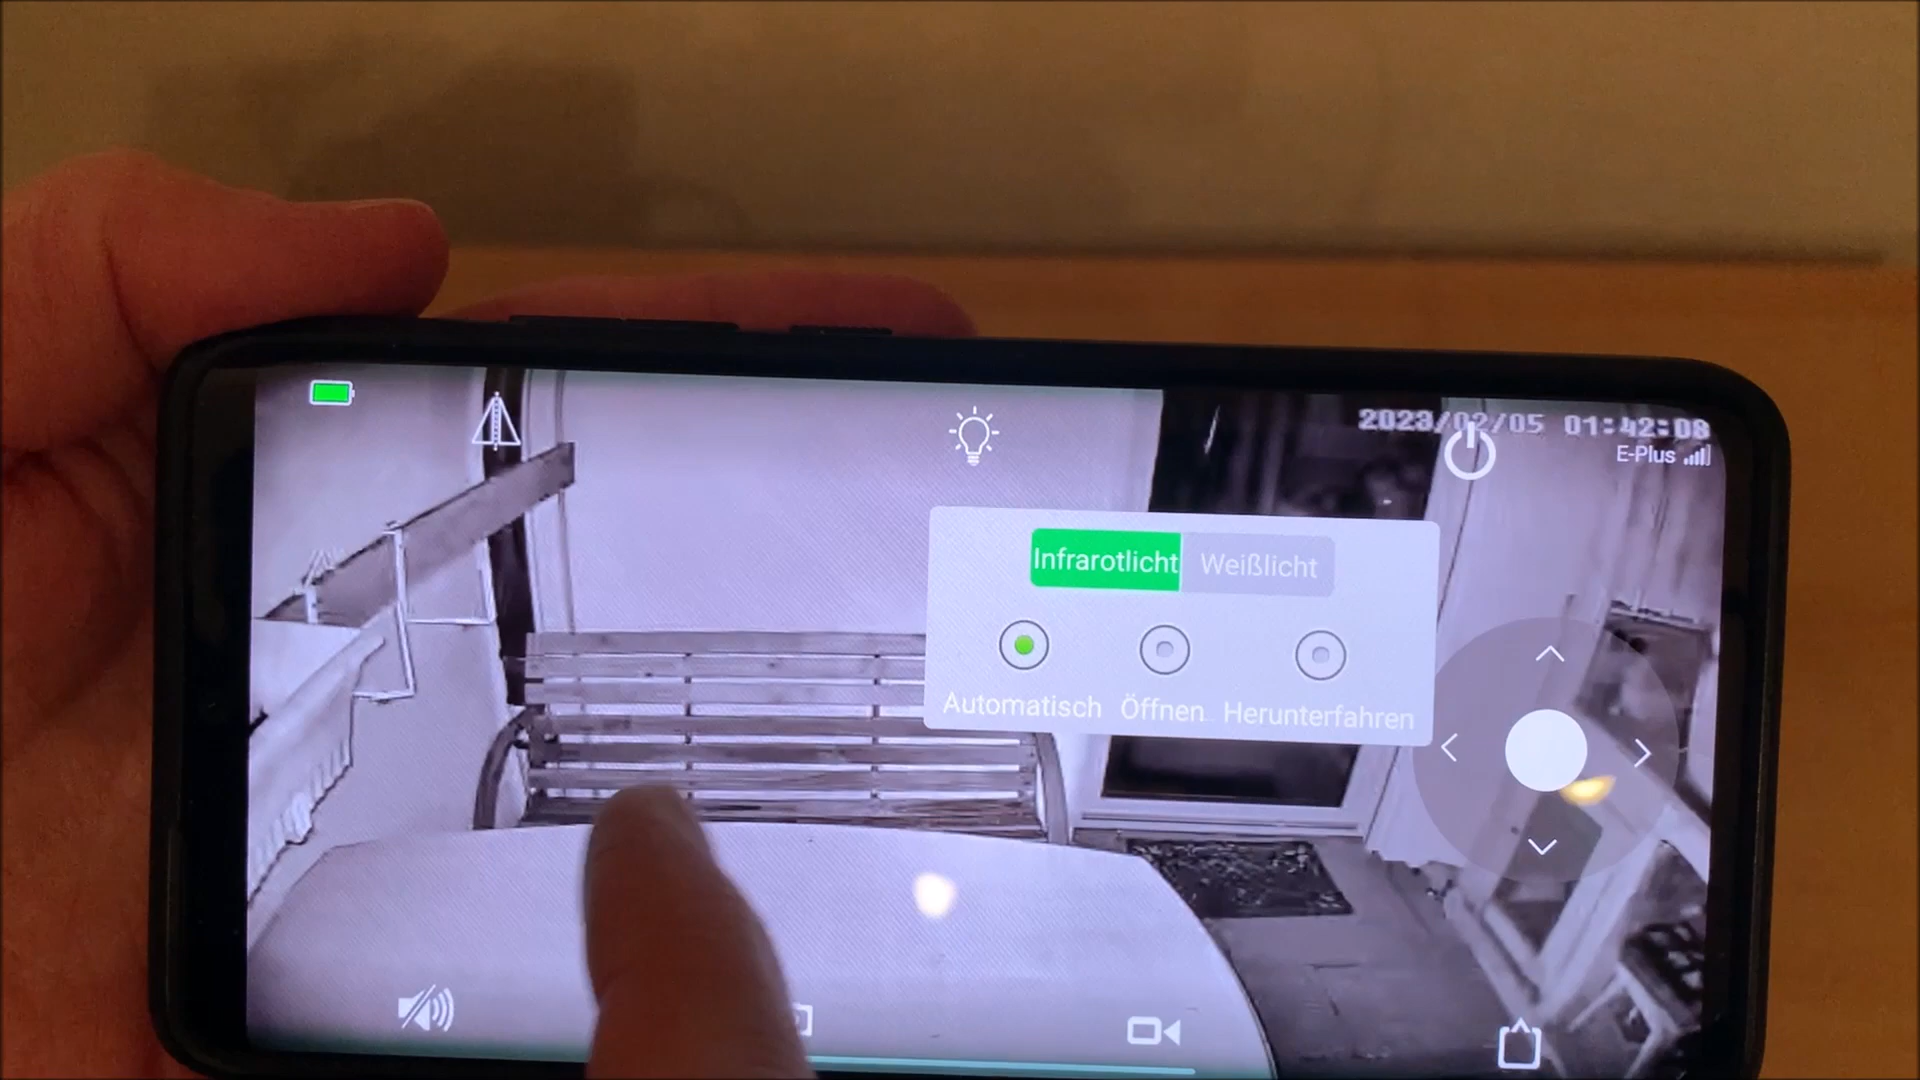 2023/02/05 01:42:08
E-Plus
Infrarotlicht Weißlicht
Automatisch Öffnen Herunterfahren